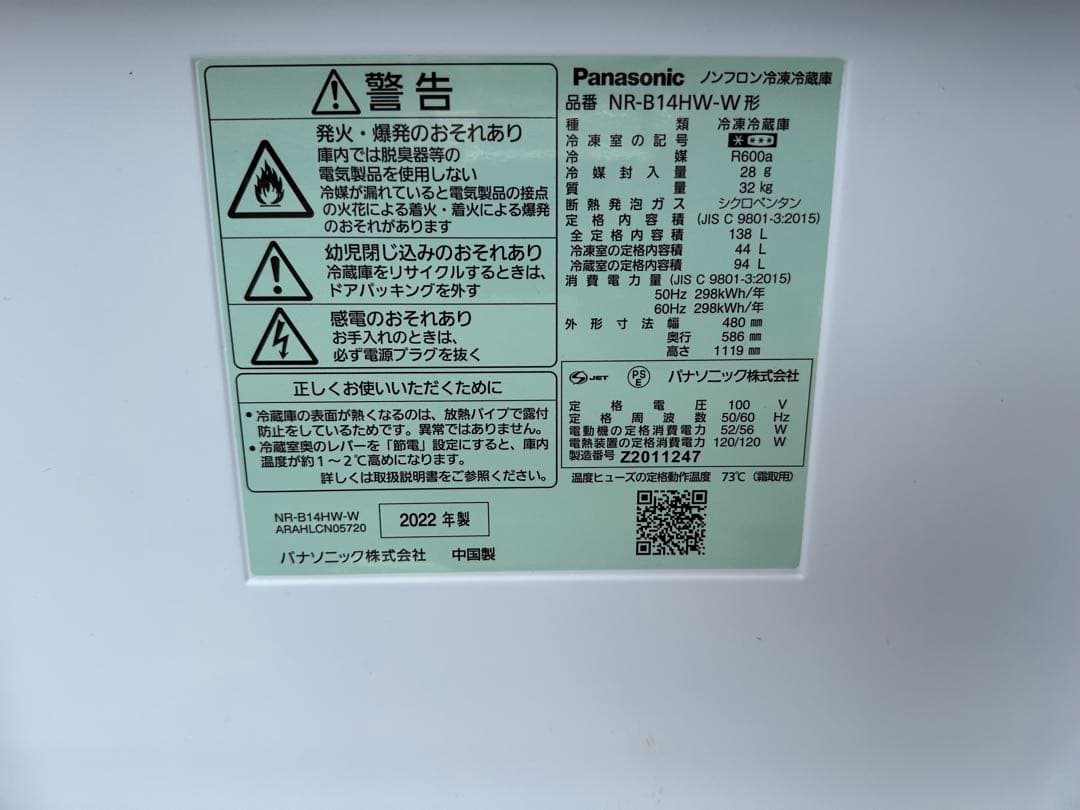 警告
発火・爆発のおそれあり
庫内では脱臭器等の
電気製品を使用しない
冷媒が漏れていると電気製品の接点
の火花による着火・着火による爆発
のおそれがあります
幼児閉じ込みのおそれあり
冷蔵庫をリサイクルするときは、
ドアパッキングを外す
感電のおそれあり
お手入れのときは、
必ず電源プラグを抜く
正しくお使いいただくために
・冷蔵庫の表面が熱くなるのは、放熱パイプで露付
防止をしているためです。異常ではありません。
・冷蔵室奥のレバーを「節電」設定にすると、庫内
温度が約1〜2℃高めになります。
詳しくは取扱説明書をご参照ください。
NR-B14HW-W
ARAHLCN05720
2022 年製
パナソニック株式会社 中国製
Panasonic ノンフロン冷凍冷蔵庫
品番 NR-B14HW-W形
種類 冷凍冷蔵庫
冷凍室の記号 ****
冷媒 R600a
冷媒封入量 28 g
質量 32 kg
断熱発泡ガス シクロペンタン
定格内容積 (JIS C 9801-3:2015)
全定格内容積 138 L
冷凍室の定格内容積 44 L
冷蔵室の定格内容積 94 L
消費電力量 (JIS C 9801-3:2015)
50Hz 298kWh/年
60Hz 298kWh/年
外形寸法 幅 480 mm
奥行 586 mm
高さ 1119 mm
S JET PS E パナソニック株式会社
定格電圧 100 V
定格周波数 50/60 Hz
電動機の定格消費電力 52/56 W
電熱装置の定格消費電力 120/120 W
製造番号 Z2011247
温度ヒューズの定格動作温度 73℃ (霜取用)